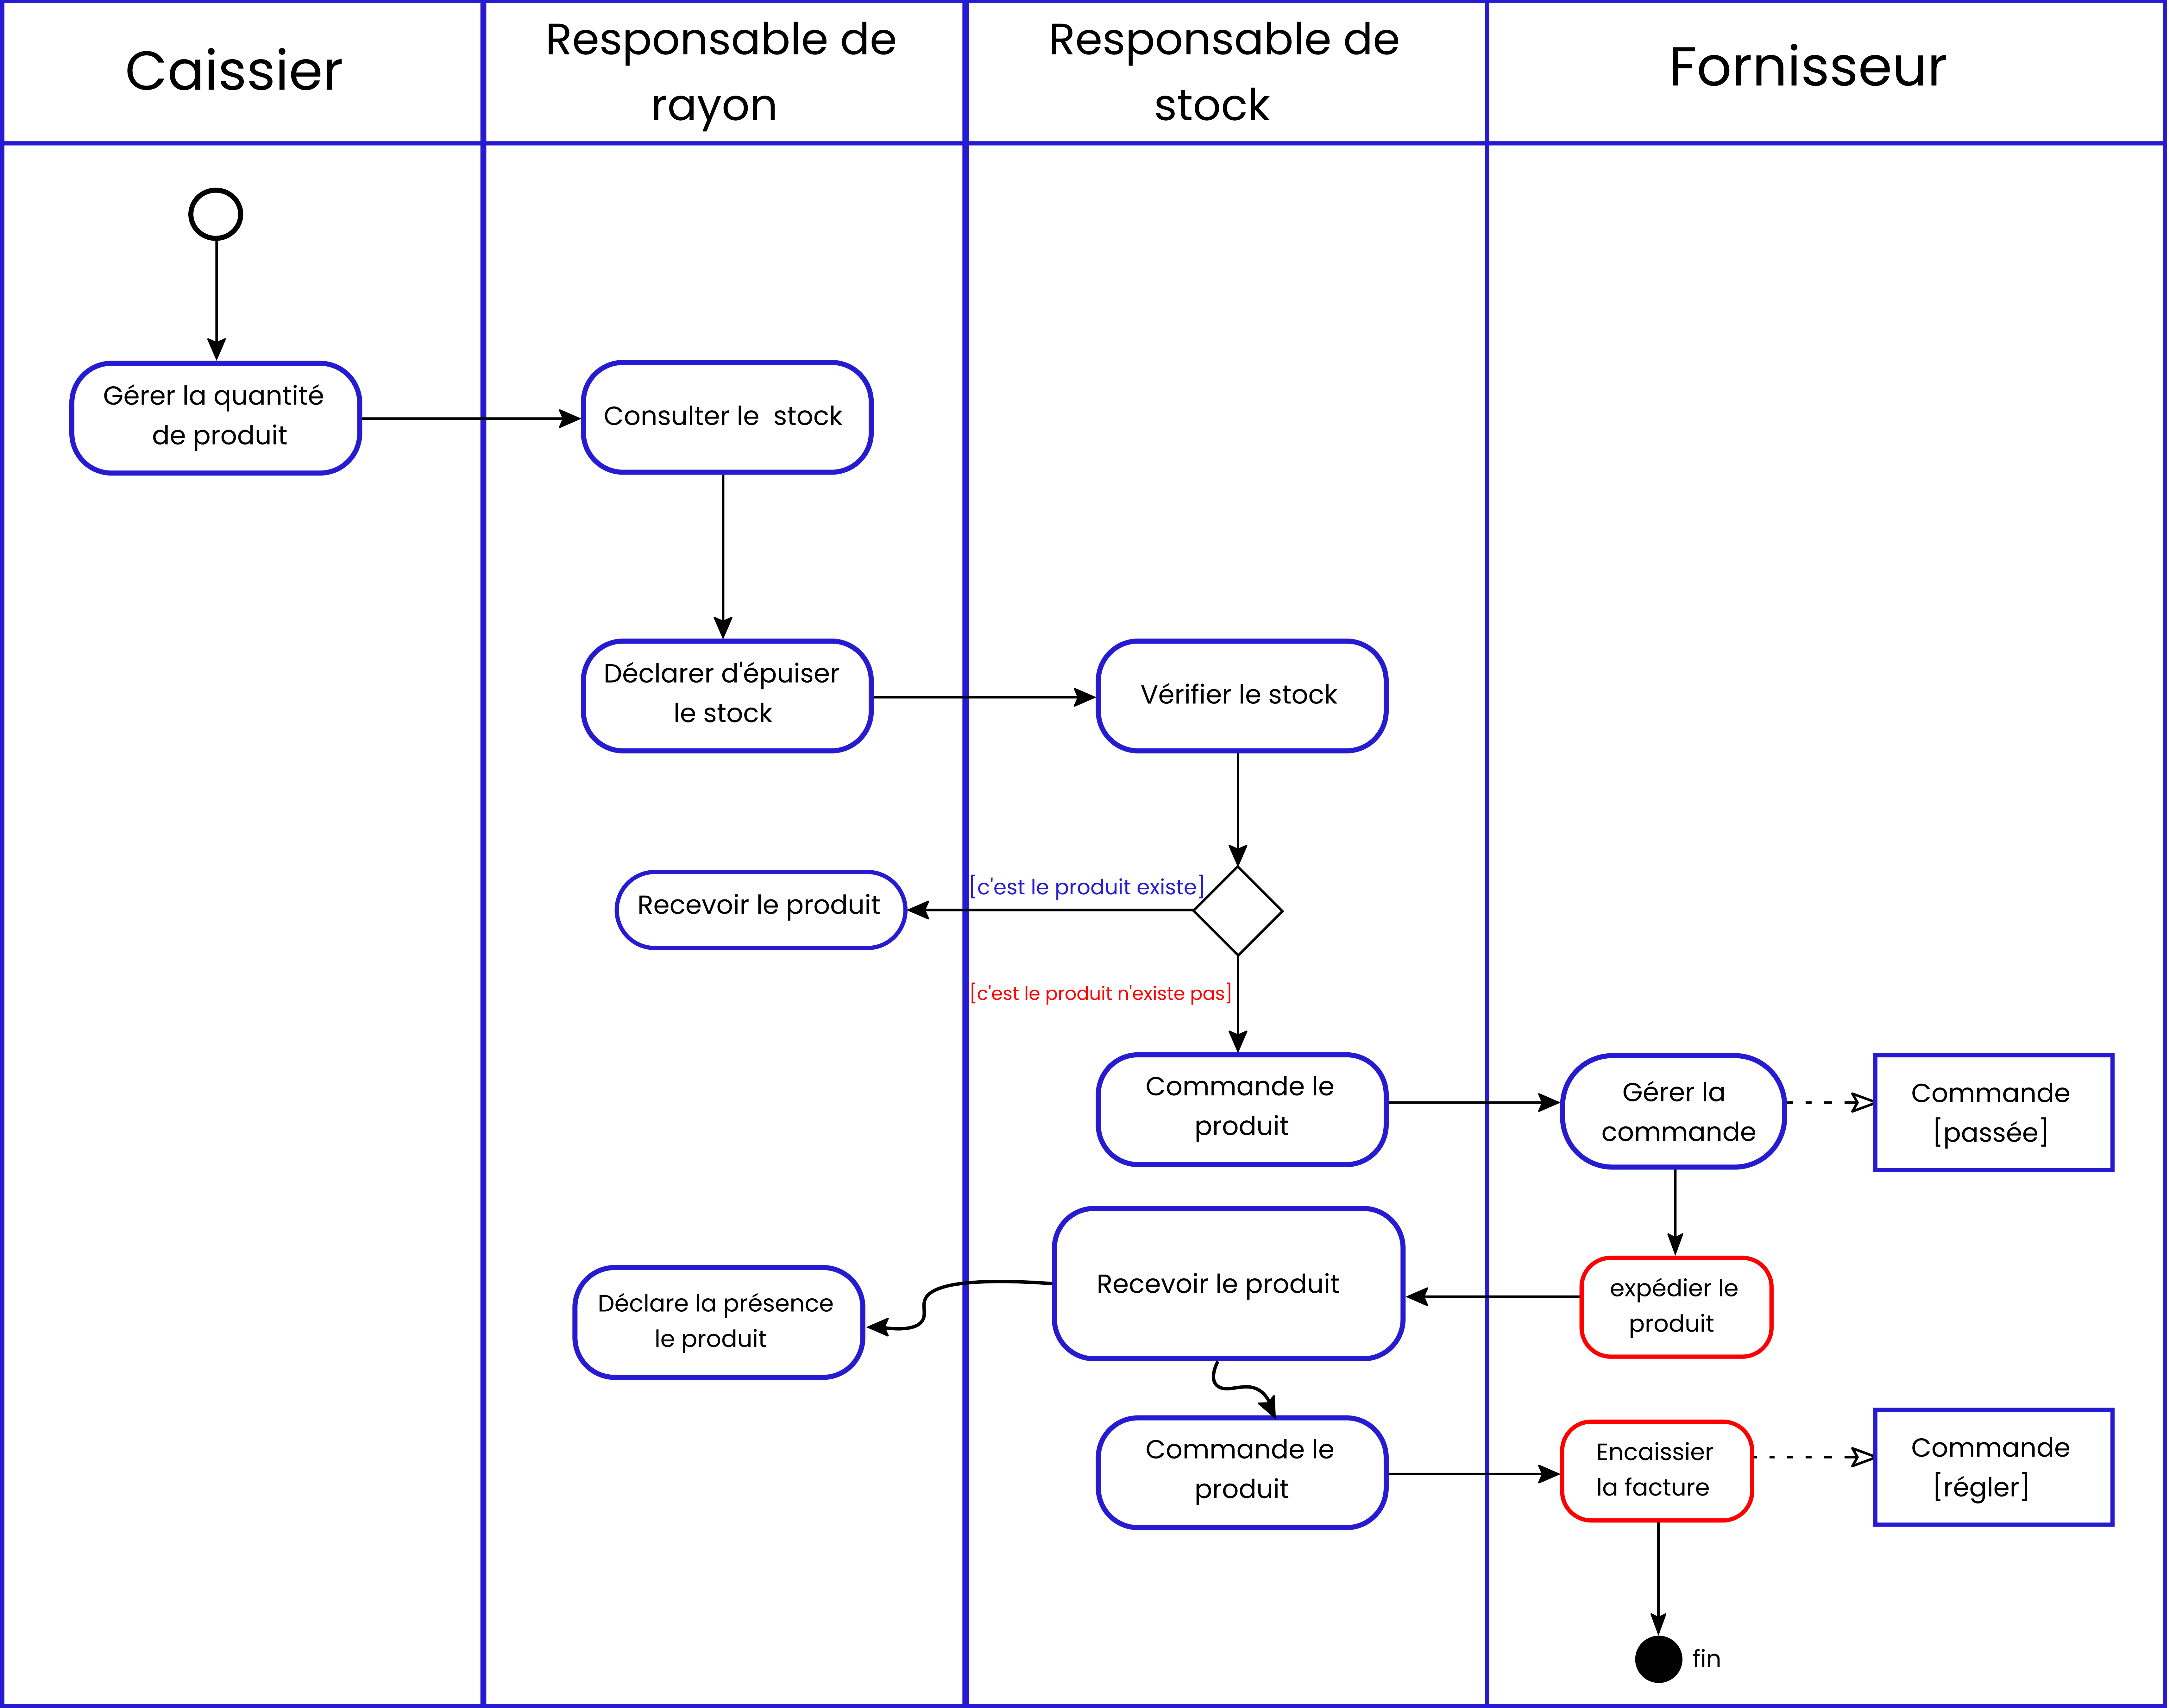 Caissier
Responsable de
rayon
Responsable de
stock
Fornisseur
Gérer la quantité
de produit
Consulter le stock
Déclarer d'épuiser
le stock
Vérifier le stock
[c'est le produit existe]
Recevoir le produit
[c'est le produit n'existe pas]
Commande le
produit
Gérer la
commande
Commande
[passée]
Recevoir le produit
expédier le
produit
Déclare la présence
le produit
Commande le
produit
Encaissier
la facture
Commande
[régler]
fin